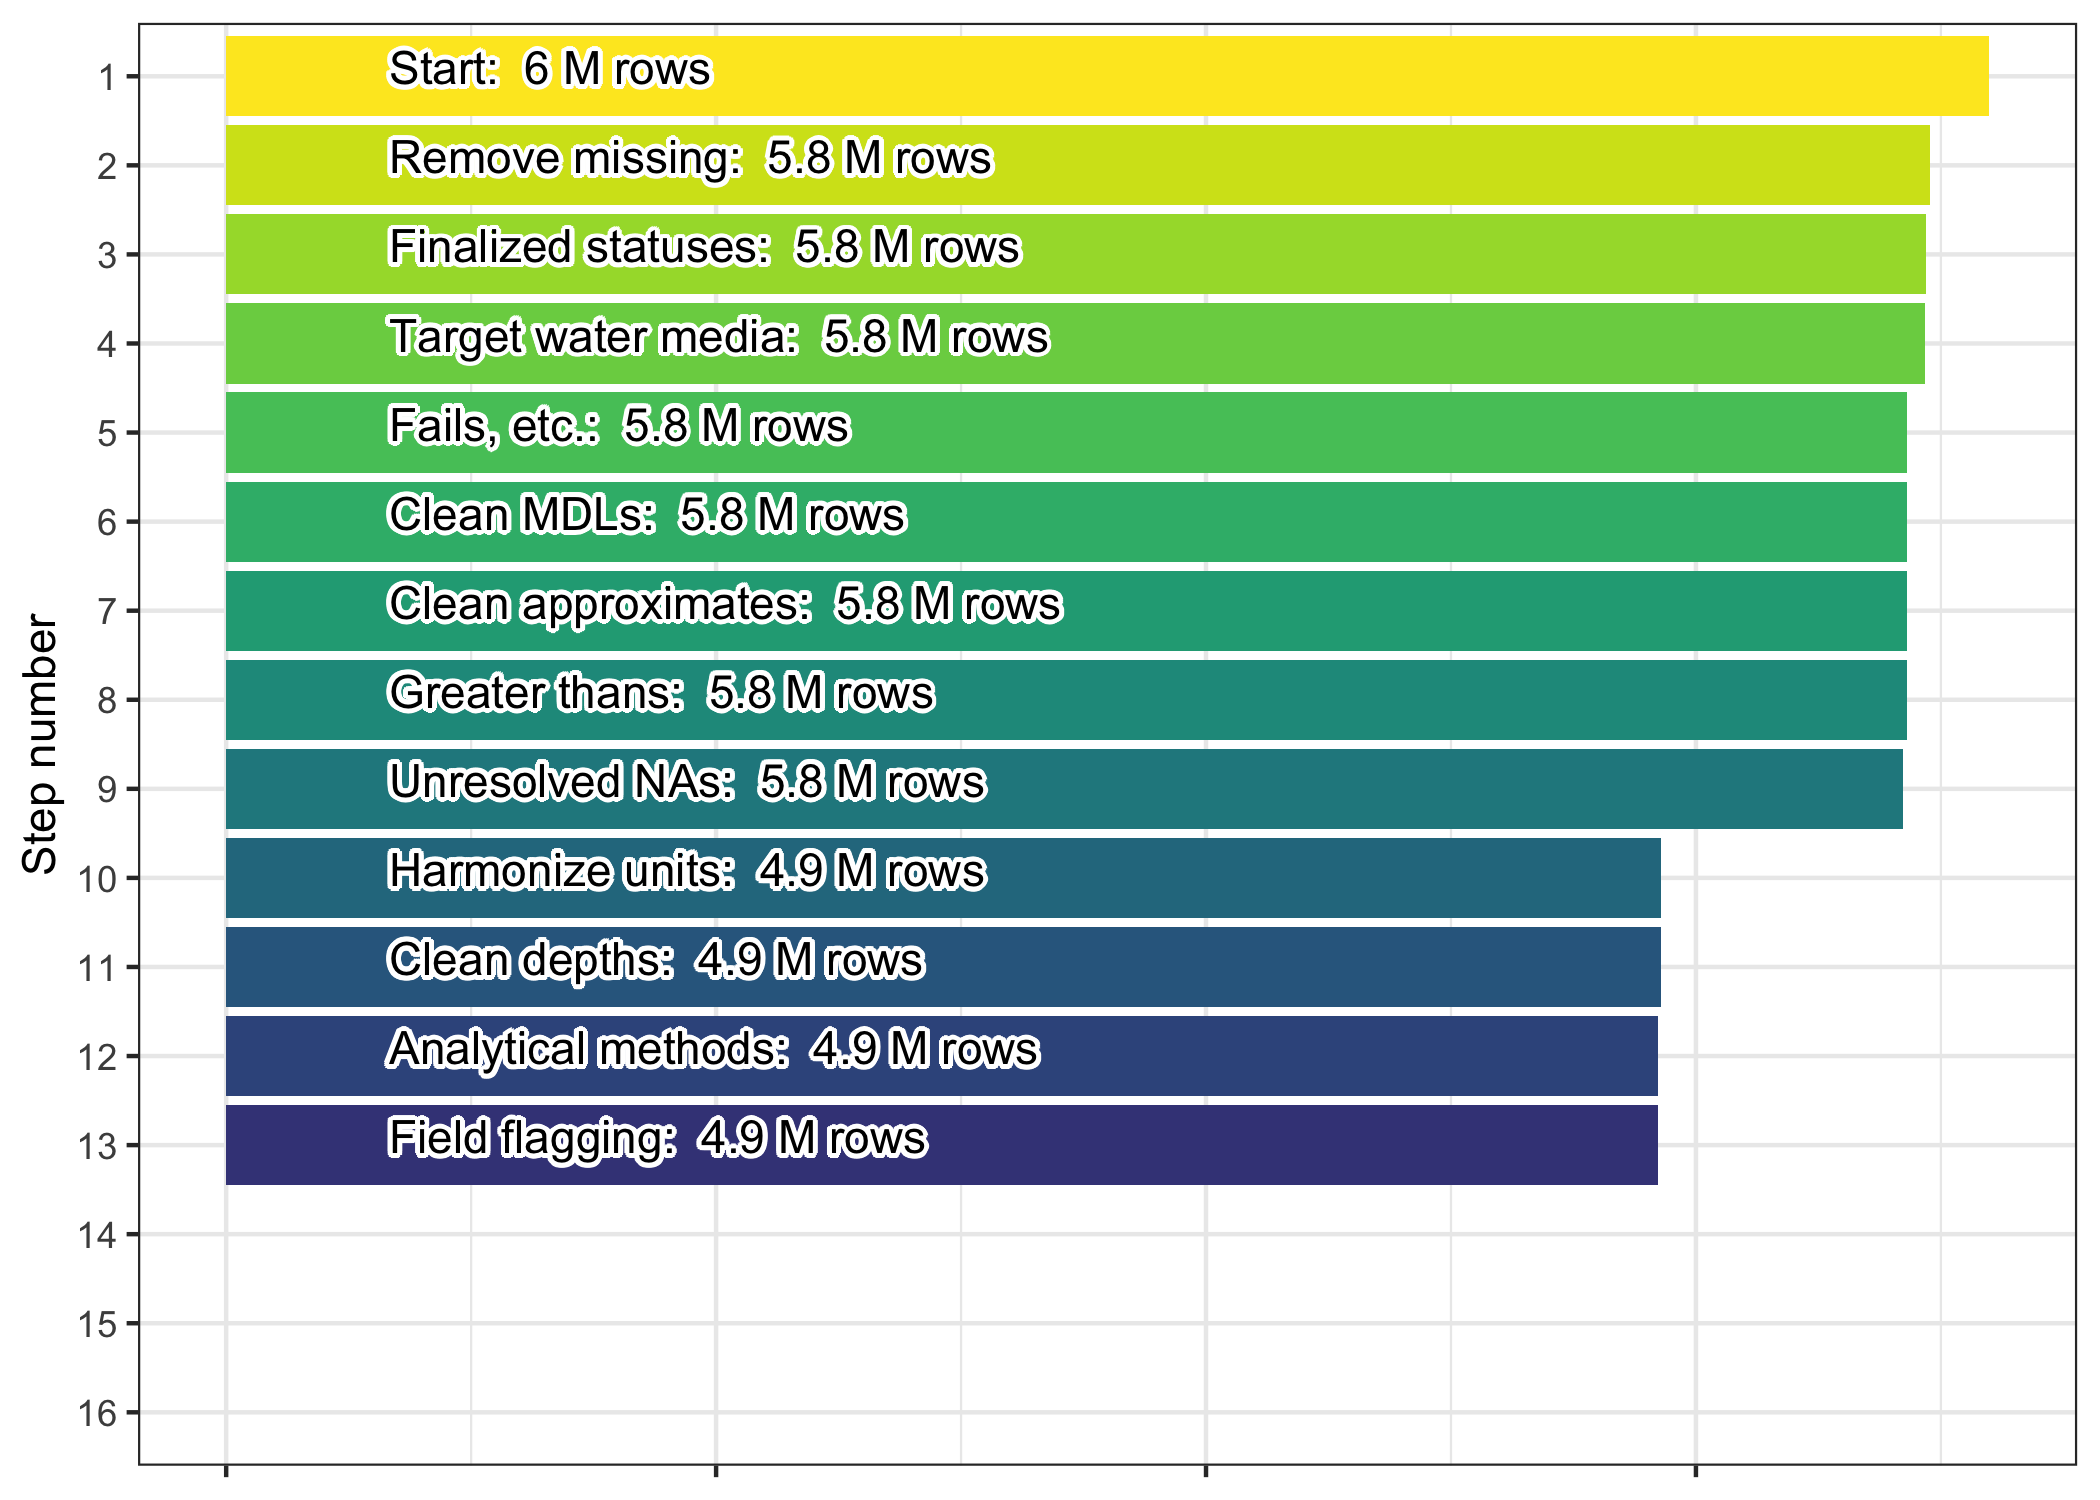 1 Start:  6 M rows
2 Remove missing:  5.8 M rows
3 Finalized statuses:  5.8 M rows
4 Target water media:  5.8 M rows
5 Fails, etc.:  5.8 M rows
6 Clean MDLs:  5.8 M rows
7 Clean approximates:  5.8 M rows
8 Greater thans:  5.8 M rows
9 Unresolved NAs:  5.8 M rows
10 Harmonize units:  4.9 M rows
11 Clean depths:  4.9 M rows
12 Analytical methods:  4.9 M rows
13 Field flagging:  4.9 M rows
14
15
16
Step number